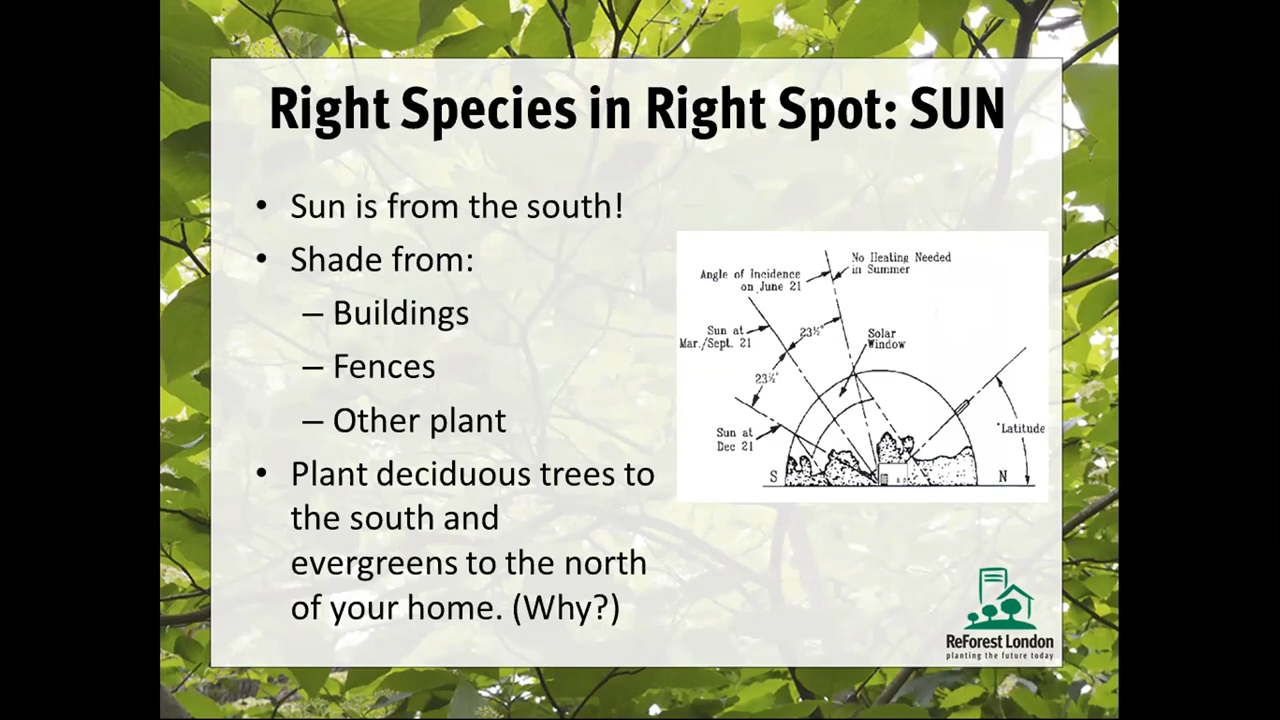 Right Species in Right Spot: SUN
• Sun is from the south!
• Shade from:
– Buildings
– Fences
– Other plant
• Plant deciduous trees to
the south and
evergreens to the north
of your home. (Why?)
No Heating Needed
in Summer
Angle of Incidence
on June 21
Sun at
Mar./Sept. 21
23½°
Solar
Window
23½°
Sun at
Dec 21
°Latitude
S
N
ReForest London
planting the future today